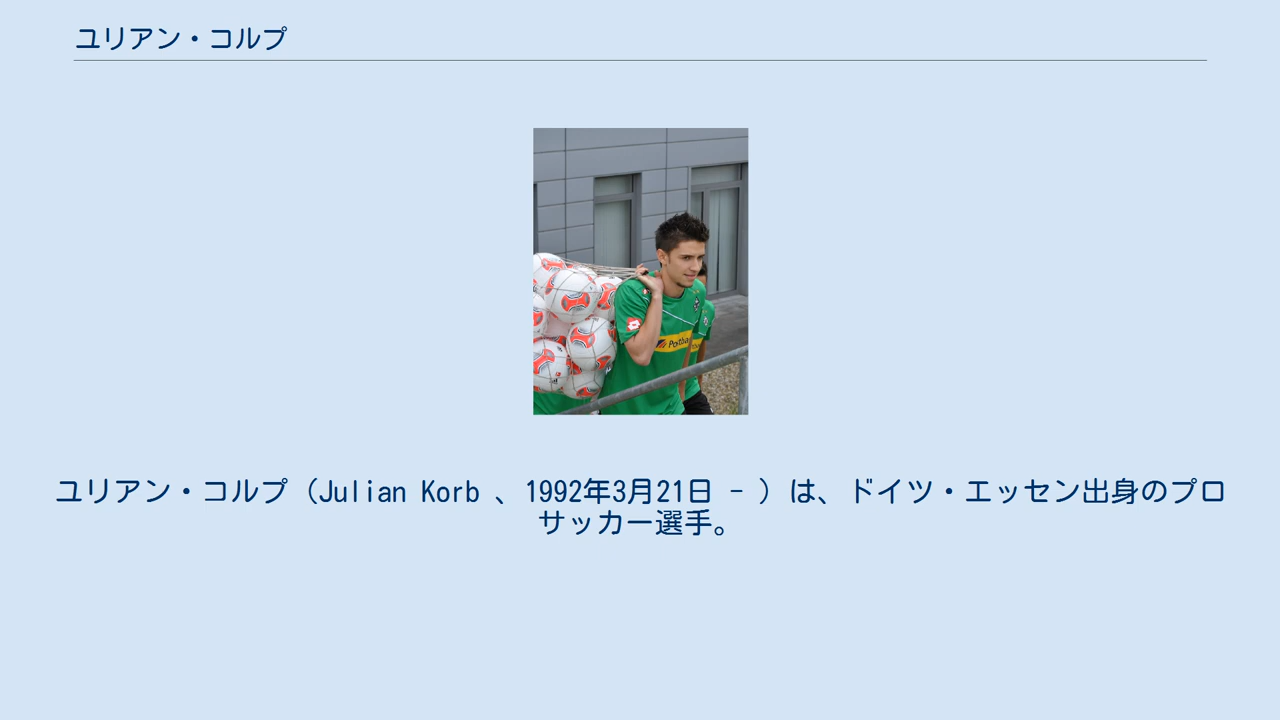 ユリアン・コルプ
Postba
ユリアン・コルプ（Julian Korb 、1992年3月21日 - ）は、ドイツ・エッセン出身のプロ
サッカー選手。